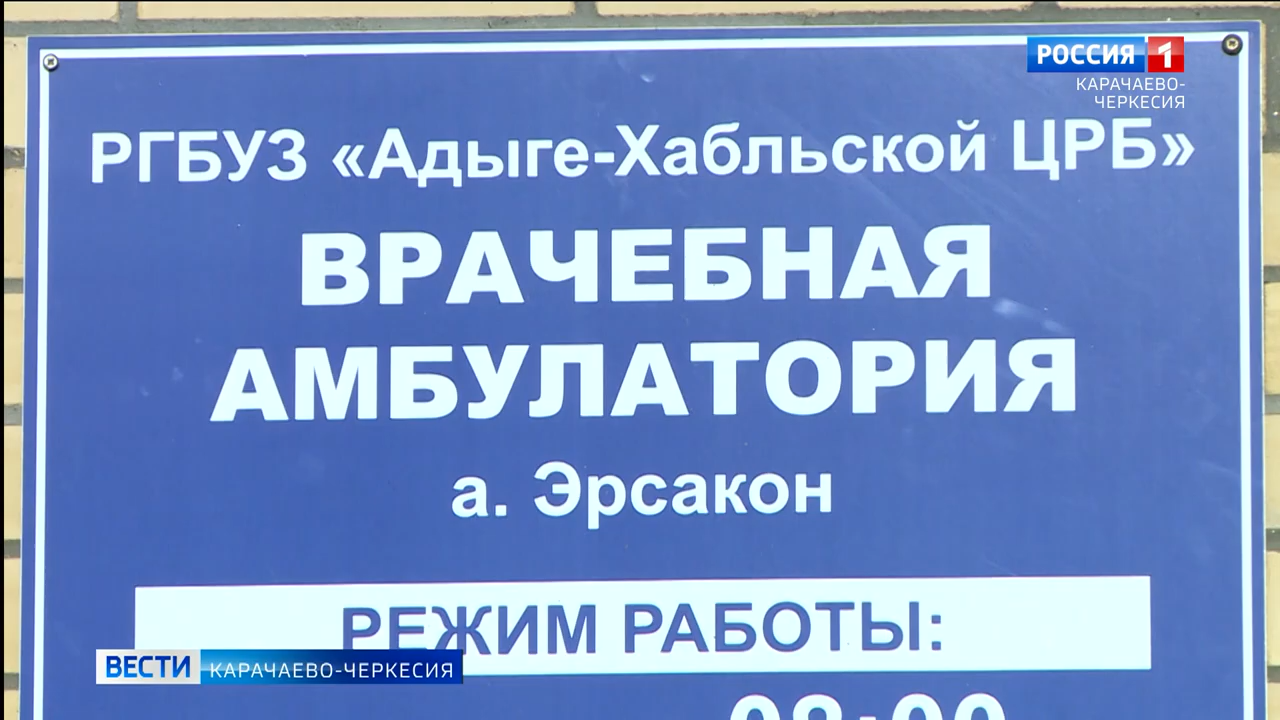 РОССИЯ 1
КАРАЧАЕВО-
ЧЕРКЕСИЯ
РГБУЗ «Адыге-Хабльской ЦРБ»
ВРАЧЕБНАЯ
АМБУЛАТОРИЯ
а. Эрсакон
РЕЖИМ РАБОТЫ:
ВЕСТИ КАРАЧАЕВО-ЧЕРКЕСИЯ